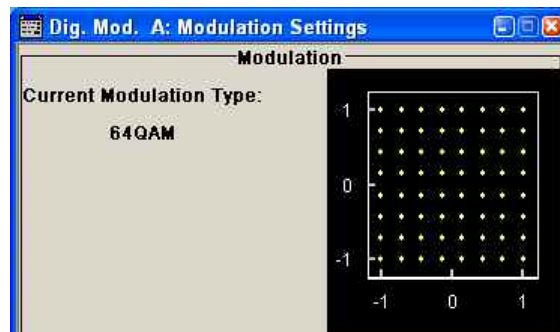 Dig. Mod. A: Modulation Settings
Modulation
Current Modulation Type:
64QAM
1
0
-1
-1 0 1